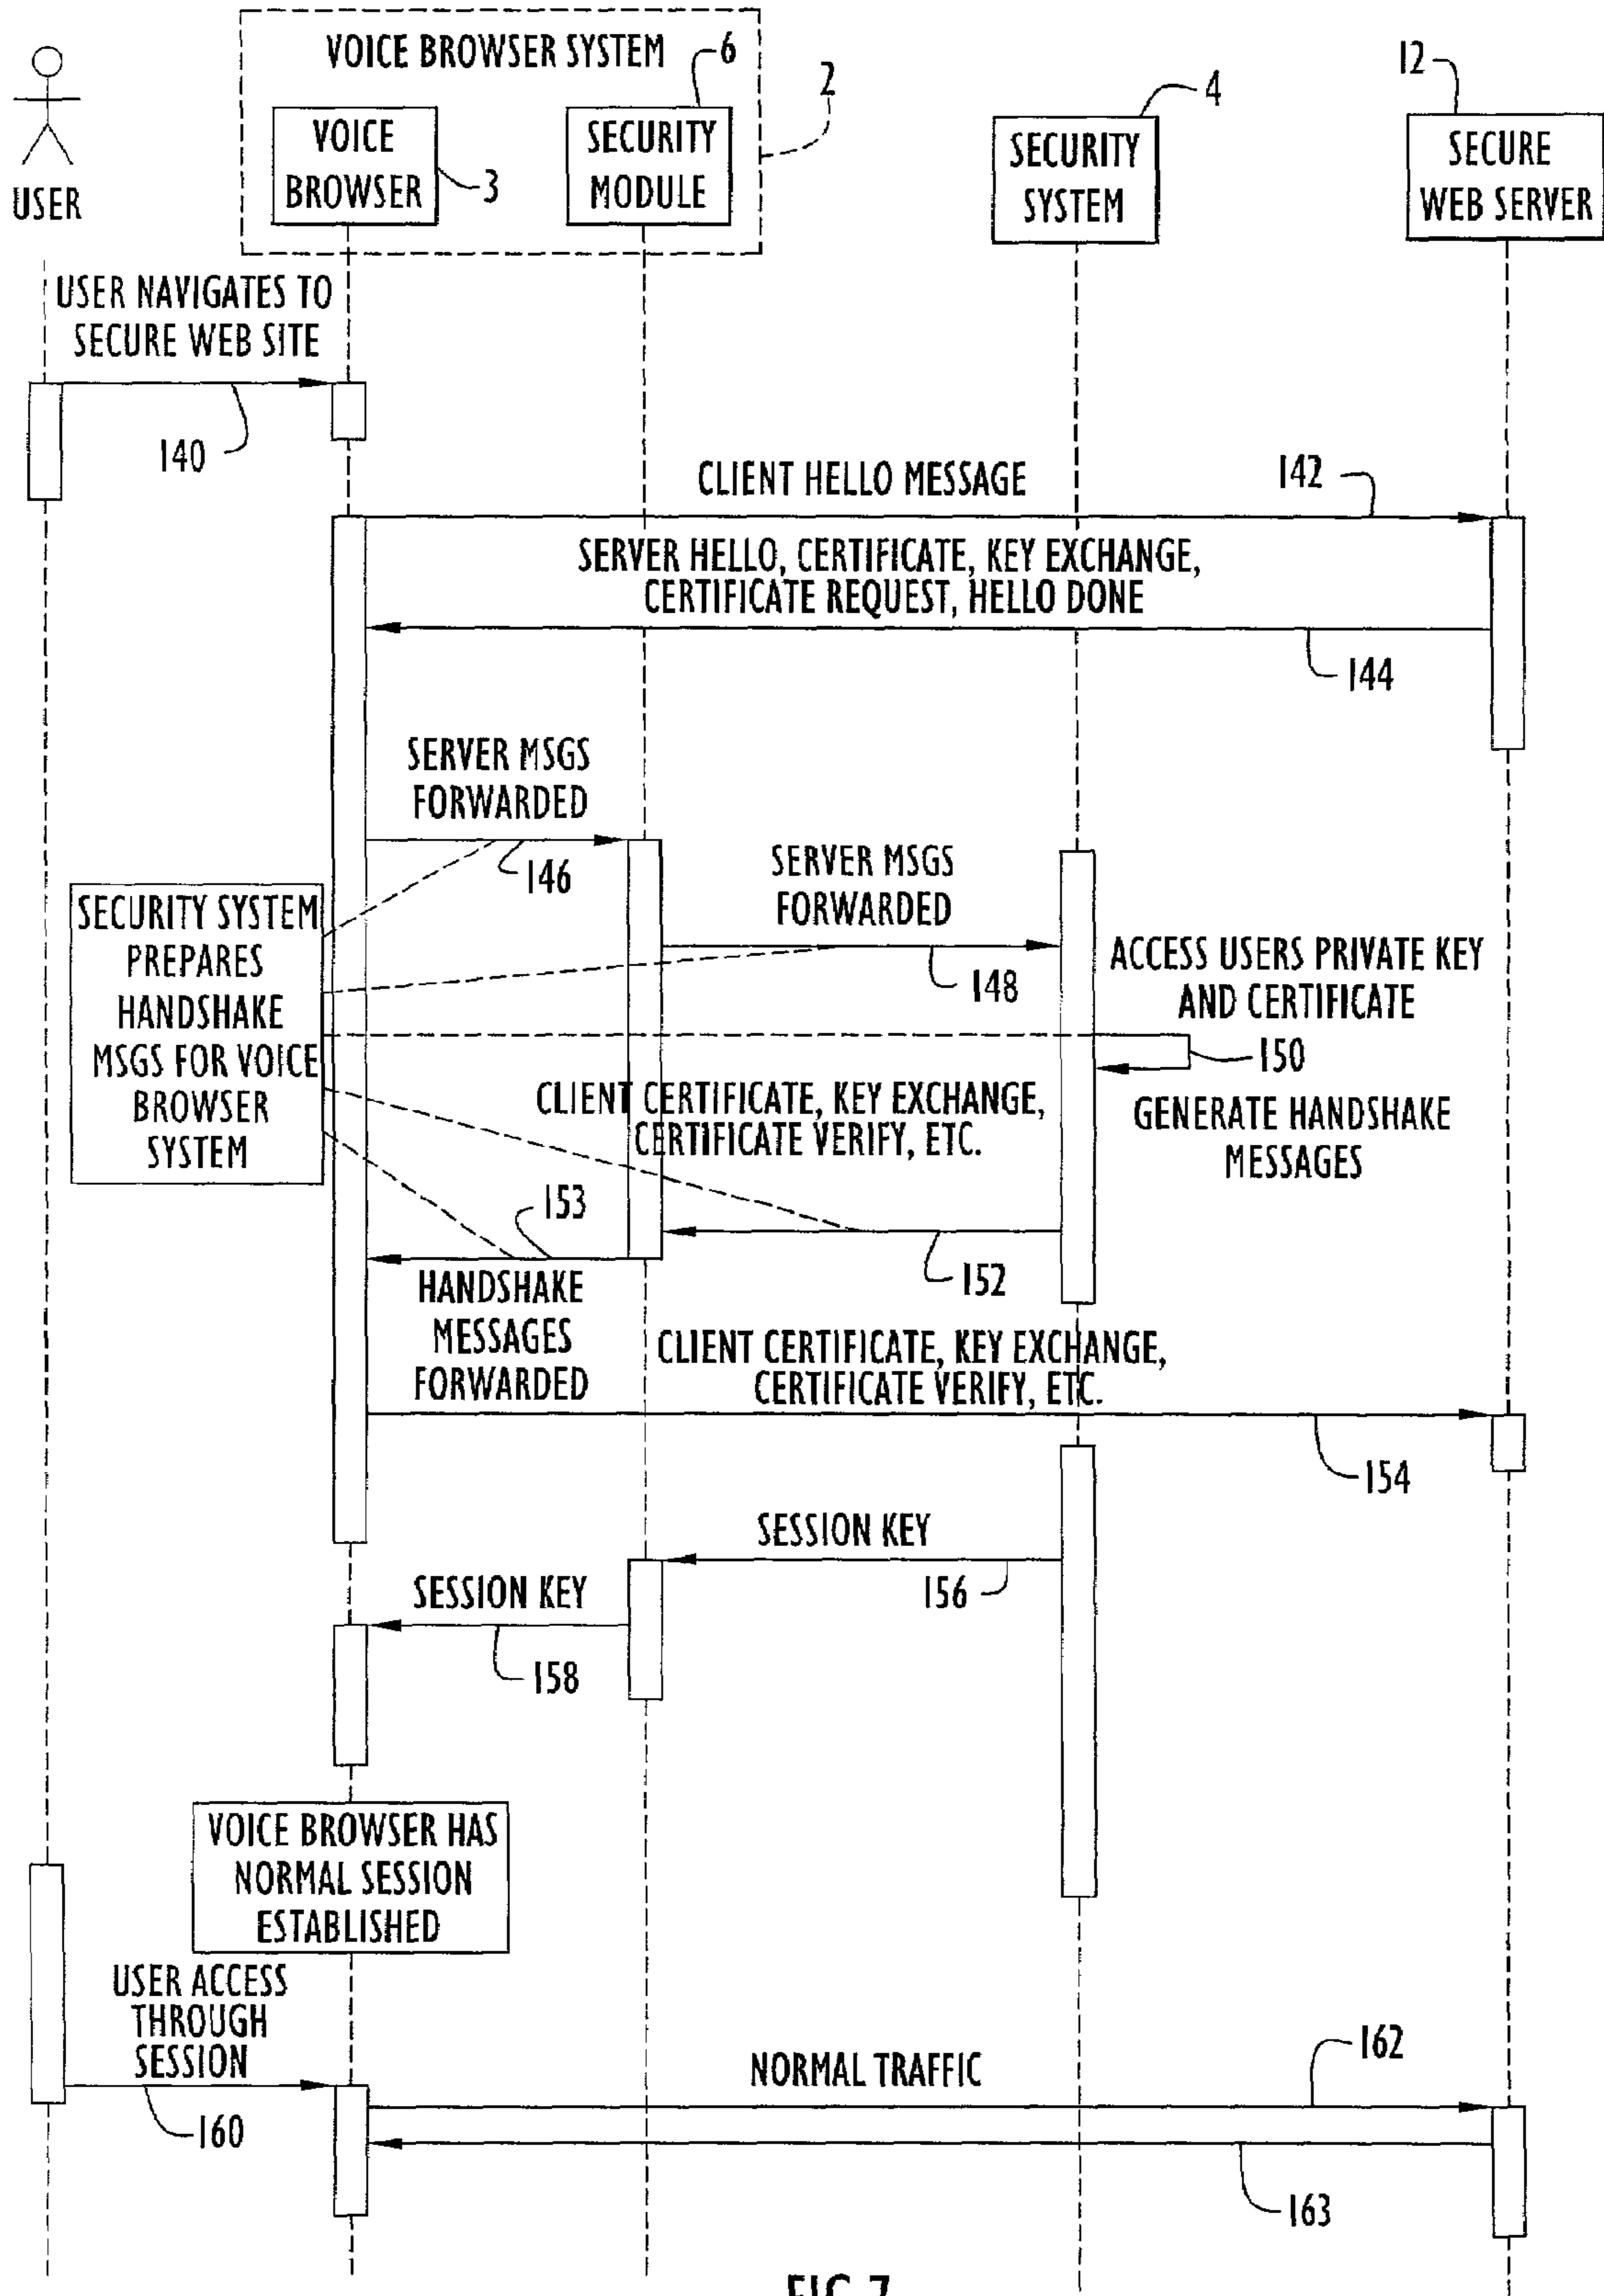 VOICE BROWSER SYSTEM
6
2
12
4
VOICE
BROWSER
3
SECURITY
MODULE
SECURITY
SYSTEM
SECURE
WEB SERVER
USER
USER NAVIGATES TO
SECURE WEB SITE
140
CLIENT HELLO MESSAGE
142
SERVER HELLO, CERTIFICATE, KEY EXCHANGE,
CERTIFICATE REQUEST, HELLO DONE
144
SERVER MSGS
FORWARDED
146
SERVER MSGS
FORWARDED
148
SECURITY SYSTEM
PREPARES
HANDSHAKE
MSGS FOR VOICE
BROWSER
SYSTEM
ACCESS USERS PRIVATE KEY
AND CERTIFICATE
150
GENERATE HANDSHAKE
MESSAGES
CLIENT CERTIFICATE, KEY EXCHANGE,
CERTIFICATE VERIFY, ETC.
153
152
HANDSHAKE
MESSAGES
FORWARDED
CLIENT CERTIFICATE, KEY EXCHANGE,
CERTIFICATE VERIFY, ETC.
154
SESSION KEY
156
SESSION KEY
158
VOICE BROWSER HAS
NORMAL SESSION
ESTABLISHED
USER ACCESS
THROUGH
SESSION
160
NORMAL TRAFFIC
162
163
FIG.7